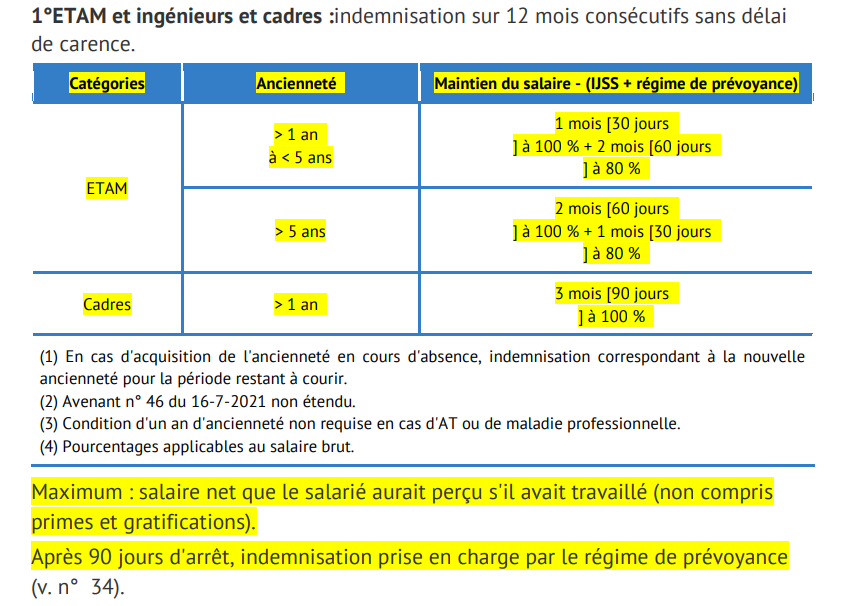 1°ETAM et ingénieurs et cadres :indemnisation sur 12 mois consécutifs sans délai
de carence.
Catégories
Ancienneté
Maintien du salaire - (IJSS + régime de prévoyance)
ETAM
> 1 an
à < 5 ans
1 mois [30 jours
] à 100 % + 2 mois [60 jours
] à 80 %
> 5 ans
2 mois [60 jours
] à 100 % + 1 mois [30 jours
] à 80 %
Cadres
> 1 an
3 mois [90 jours
] à 100 %
(1) En cas d'acquisition de l'ancienneté en cours d'absence, indemnisation correspondant à la nouvelle
ancienneté pour la période restant à courir.
(2) Avenant n° 46 du 16-7-2021 non étendu.
(3) Condition d'un an d'ancienneté non requise en cas d'AT ou de maladie professionnelle.
(4) Pourcentages applicables au salaire brut.
Maximum : salaire net que le salarié aurait perçu s'il avait travaillé (non compris
primes et gratifications).
Après 90 jours d'arrêt, indemnisation prise en charge par le régime de prévoyance
(v. n° 34).